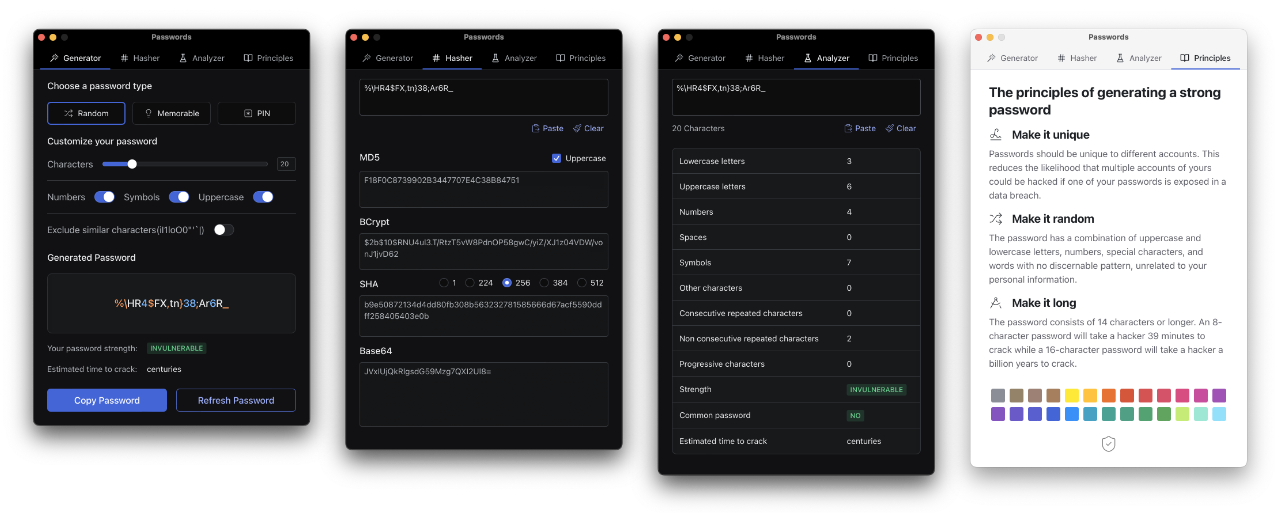 Passwords
Generator Hasher Analyzer Principles
Choose a password type
Random Memorable PIN
Customize your password
Characters 20
Numbers Symbols Uppercase
Exclude similar characters(il1loO0"'`|)
Generated Password
%\HR4$FX,tn}38;Ar6R_
Your password strength: INVULNERABLE
Estimated time to crack: centuries
Copy Password Refresh Password
Passwords
Generator Hasher Analyzer Principles
%\HR4$FX,tn}38;Ar6R_
Paste Clear
MD5 Uppercase
F18F0C8739902B3447707E4C38B84751
BCrypt
$2b$10$RNU4ul3.T/RtzT5vW8PdnOP58gwC/yiZ/XJ1z04VDW/vo
nJ1jvD62
SHA 1 224 256 384 512
b9e50872134d4dd80fb308b563232781585666d67acf5590dd
ff258405403e0b
Base64
JVxIUjQkRlgsdG59Mzg7QXI2Ul8=
Passwords
Generator Hasher Analyzer Principles
%\HR4$FX,tn}38;Ar6R_
20 Characters Paste Clear
Lowercase letters 3
Uppercase letters 6
Numbers 4
Spaces 0
Symbols 7
Other characters 0
Consecutive repeated characters 0
Non consecutive repeated characters 2
Progressive characters 0
Strength INVULNERABLE
Common password NO
Estimated time to crack centuries
Passwords
Generator Hasher Analyzer Principles
The principles of generating a strong
password
Make it unique
Passwords should be unique to different accounts. This
reduces the likelihood that multiple accounts of yours
could be hacked if one of your passwords is exposed in a
data breach.
Make it random
The password has a combination of uppercase and
lowercase letters, numbers, special characters, and
words with no discernable pattern, unrelated to your
personal information.
Make it long
The password consists of 14 characters or longer. An 8-
character password will take a hacker 39 minutes to
crack while a 16-character password will take a hacker a
billion years to crack.